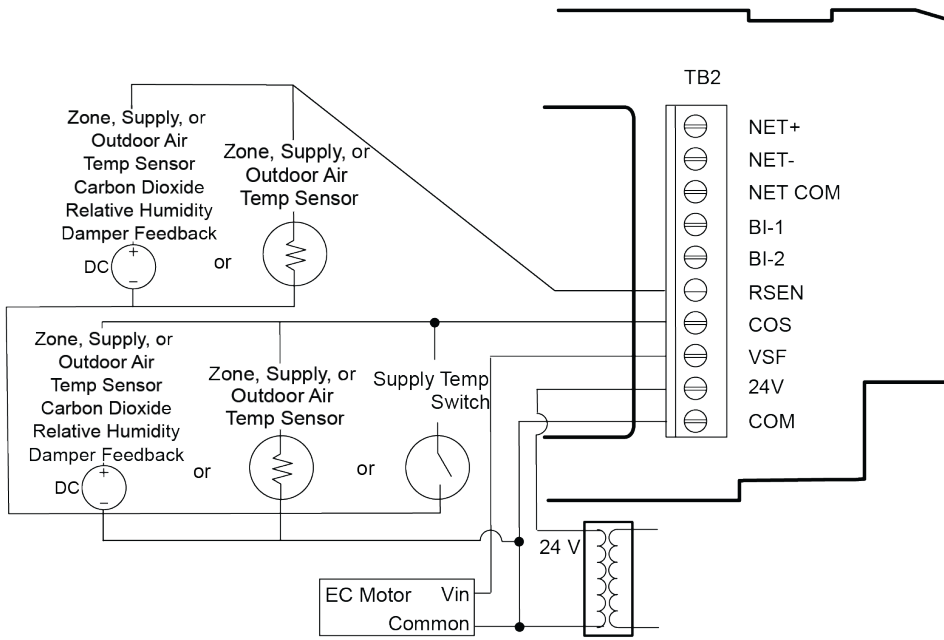 TB2
NET+
NET-
NET COM
BI-1
BI-2
RSEN
COS
VSF
24V
COM
Zone, Supply, or
Outdoor Air
Temp Sensor
Carbon Dioxide
Relative Humidity
Damper Feedback
+
DC
–
or
Zone, Supply, or
Outdoor Air
Temp Sensor
Zone, Supply, or
Outdoor Air
Temp Sensor
Carbon Dioxide
Relative Humidity
Damper Feedback
+
DC
–
or
Zone, Supply, or
Outdoor Air
Temp Sensor
or
Supply Temp
Switch
24 V
EC Motor Vin
Common